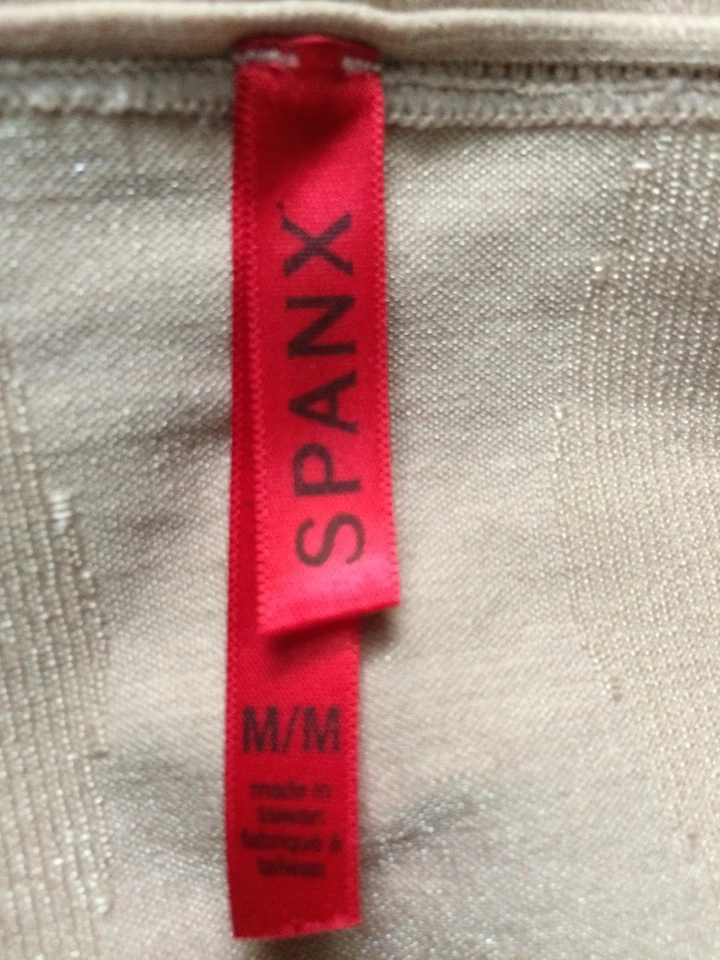 SPANX
M/M
made in
taiwan
fabriqué à
taiwan